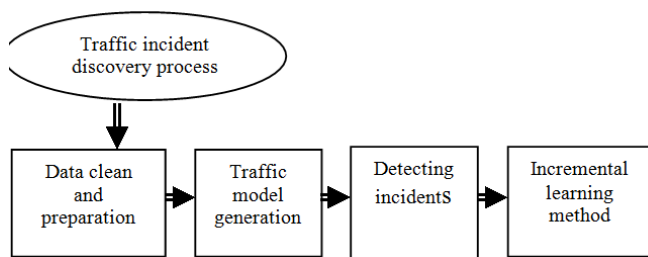 Traffic incident
discovery process
Data clean
and
preparation
Traffic
model
generation
Detecting
incidents
Incremental
learning
method